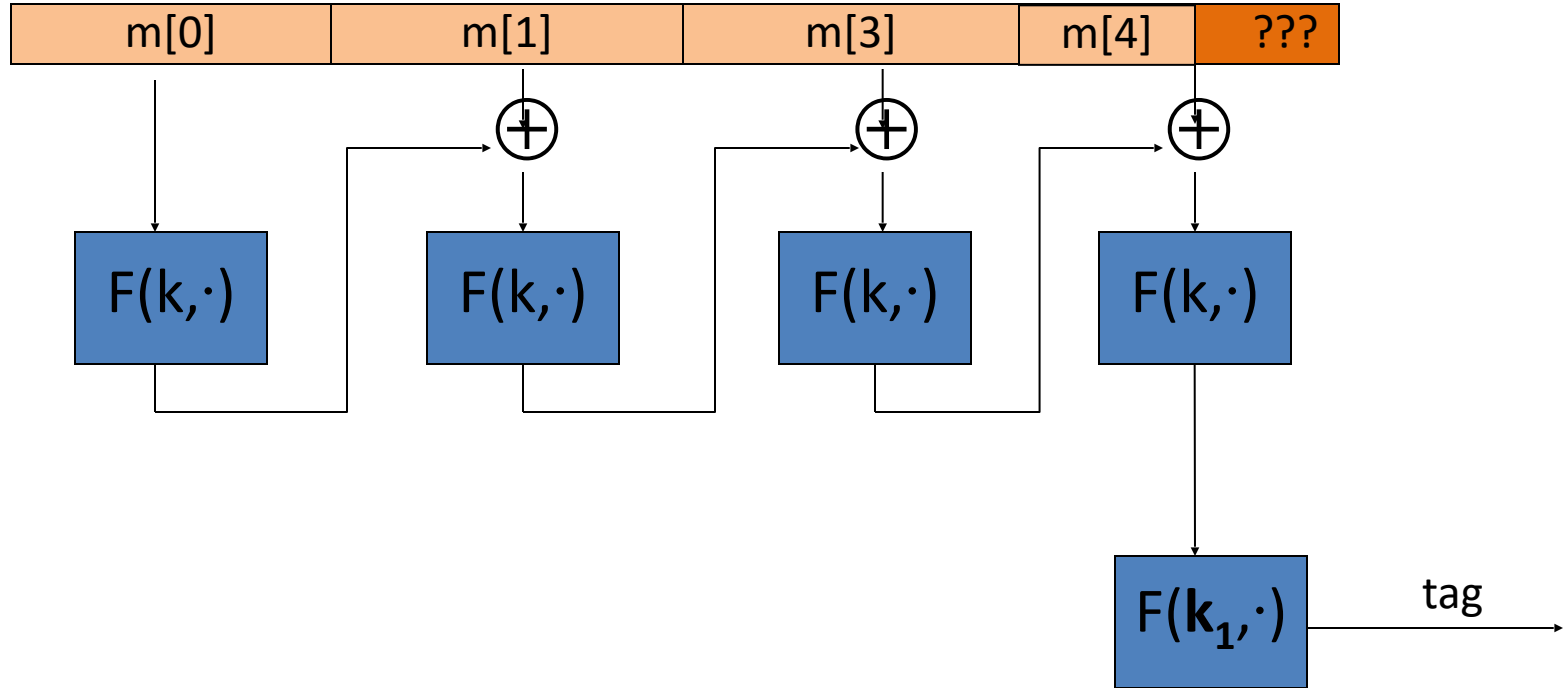 m[0] m[1] m[3] m[4] ???
F(k,·) F(k,·) F(k,·) F(k,·)
tag
F(k₁,·)